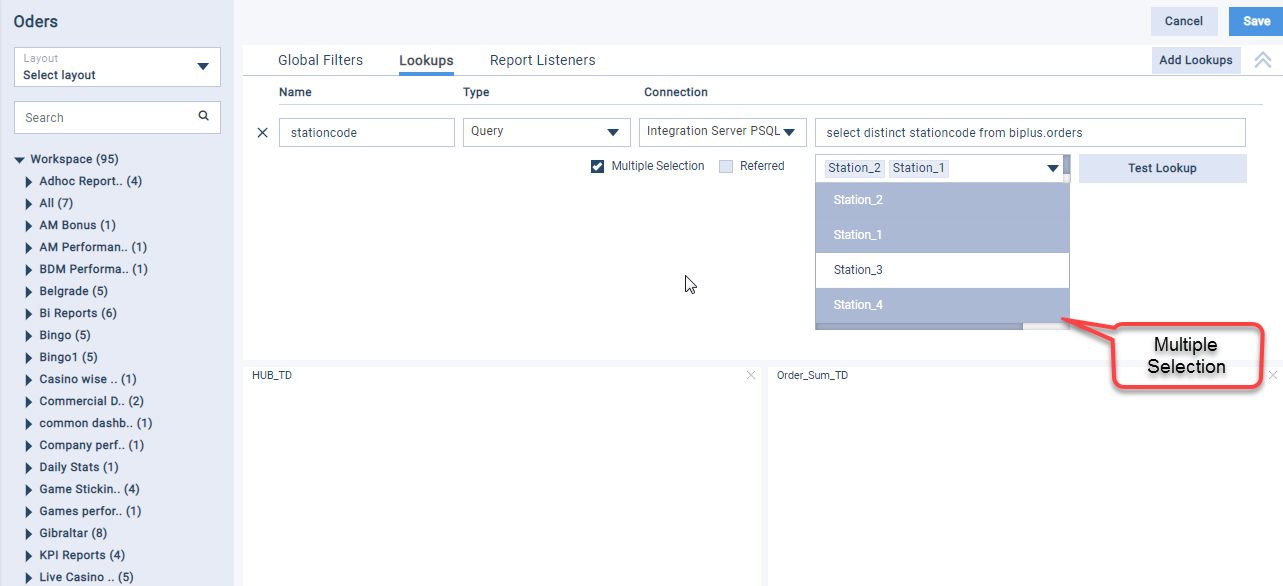 Oders
Cancel
Save
Layout
Select layout
Global Filters
Lookups
Report Listeners
Add Lookups
Name
Type
Connection
Search
stationcode
Query
Integration Server PSQL
select distinct stationcode from biplus.orders
Multiple Selection
Referred
Station_2
Station_1
Test Lookup
Station_2
Station_1
Station_3
Station_4
Multiple
Selection
Workspace (95)
Adhoc Report.. (4)
All (7)
AM Bonus (1)
AM Performan.. (1)
BDM Performa.. (1)
Belgrade (5)
Bi Reports (6)
Bingo (5)
Bingo1 (5)
Casino wise .. (1)
Commercial D.. (2)
common dashb.. (1)
Company perf.. (1)
Daily Stats (1)
Game Stickin.. (4)
Games perfor.. (1)
Gibraltar (8)
KPI Reports (4)
Live Casino .. (5)
HUB_TD
Order_Sum_TD